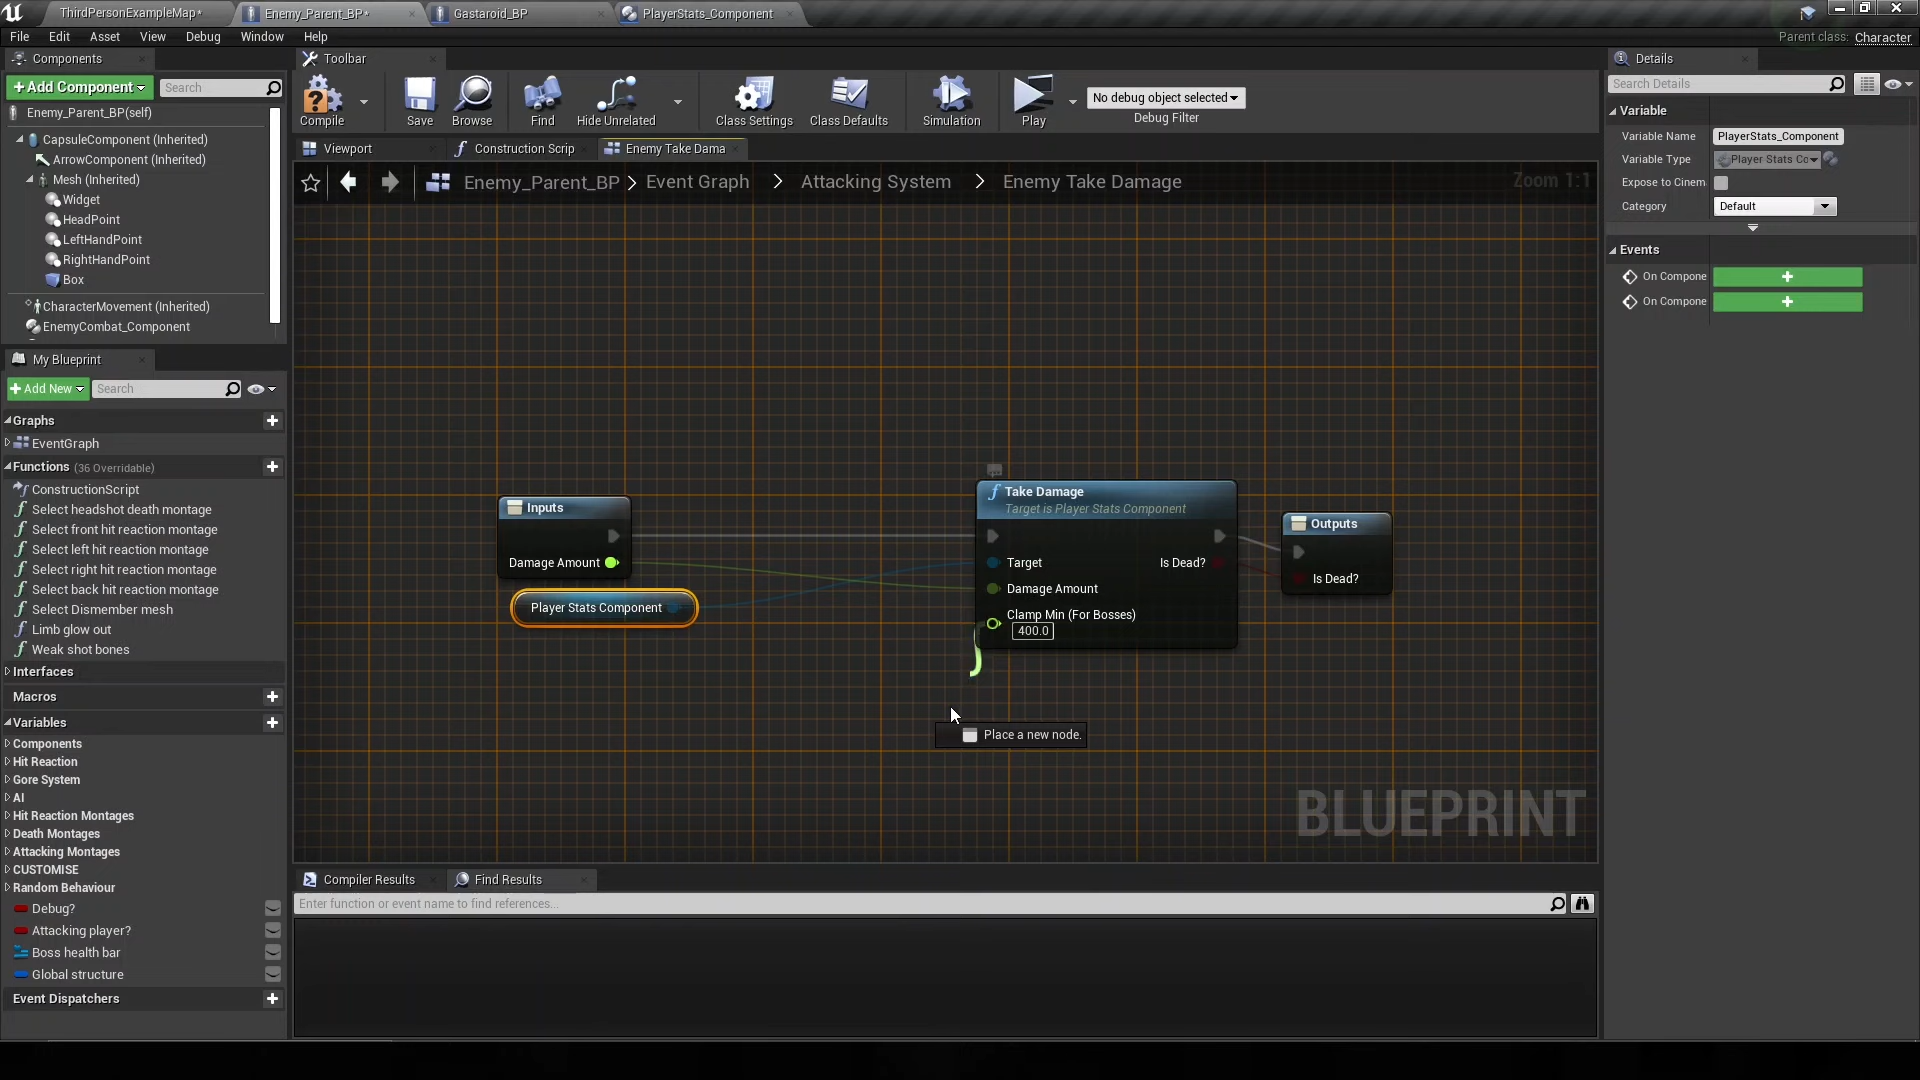 ThirdPersonExampleMap*
Enemy_Parent_BP*
Gastaroid_BP
PlayerStats_Component
File Edit Asset View Debug Window Help
Parent class: Character
Components
+Add Component
Search
Enemy_Parent_BP(self)
CapsuleComponent (Inherited)
ArrowComponent (Inherited)
Mesh (Inherited)
Widget
HeadPoint
LeftHandPoint
RightHandPoint
Box
CharacterMovement (Inherited)
EnemyCombat_Component
My Blueprint
+Add New
Search
Graphs
EventGraph
Functions (36 Overridable)
ConstructionScript
Select headshot death montage
Select front hit reaction montage
Select left hit reaction montage
Select right hit reaction montage
Select back hit reaction montage
Select Dismember mesh
Limb glow out
Weak shot bones
Interfaces
Macros
Variables
Components
Hit Reaction
Gore System
AI
Hit Reaction Montages
Death Montages
Attacking Montages
CUSTOMISE
Random Behaviour
Debug?
Attacking player?
Boss health bar
Global structure
Event Dispatchers
Toolbar
Compile
Save
Browse
Find
Hide Unrelated
Class Settings
Class Defaults
Simulation
Play
No debug object selected
Debug Filter
Viewport
Construction Scrip
Enemy Take Dama
Enemy_Parent_BP > Event Graph > Attacking System > Enemy Take Damage
Zoom 1:1
Inputs
Damage Amount
Player Stats Component
Take Damage
Target is Player Stats Component
Target
Is Dead?
Damage Amount
Clamp Min (For Bosses)
400.0
Outputs
Is Dead?
Place a new node.
BLUEPRINT
Compiler Results
Find Results
Enter function or event name to find references...
Details
Search Details
Variable
Variable Name PlayerStats_Component
Variable Type Player Stats Co
Expose to Cinem
Category Default
Events
On Compone
On Compone